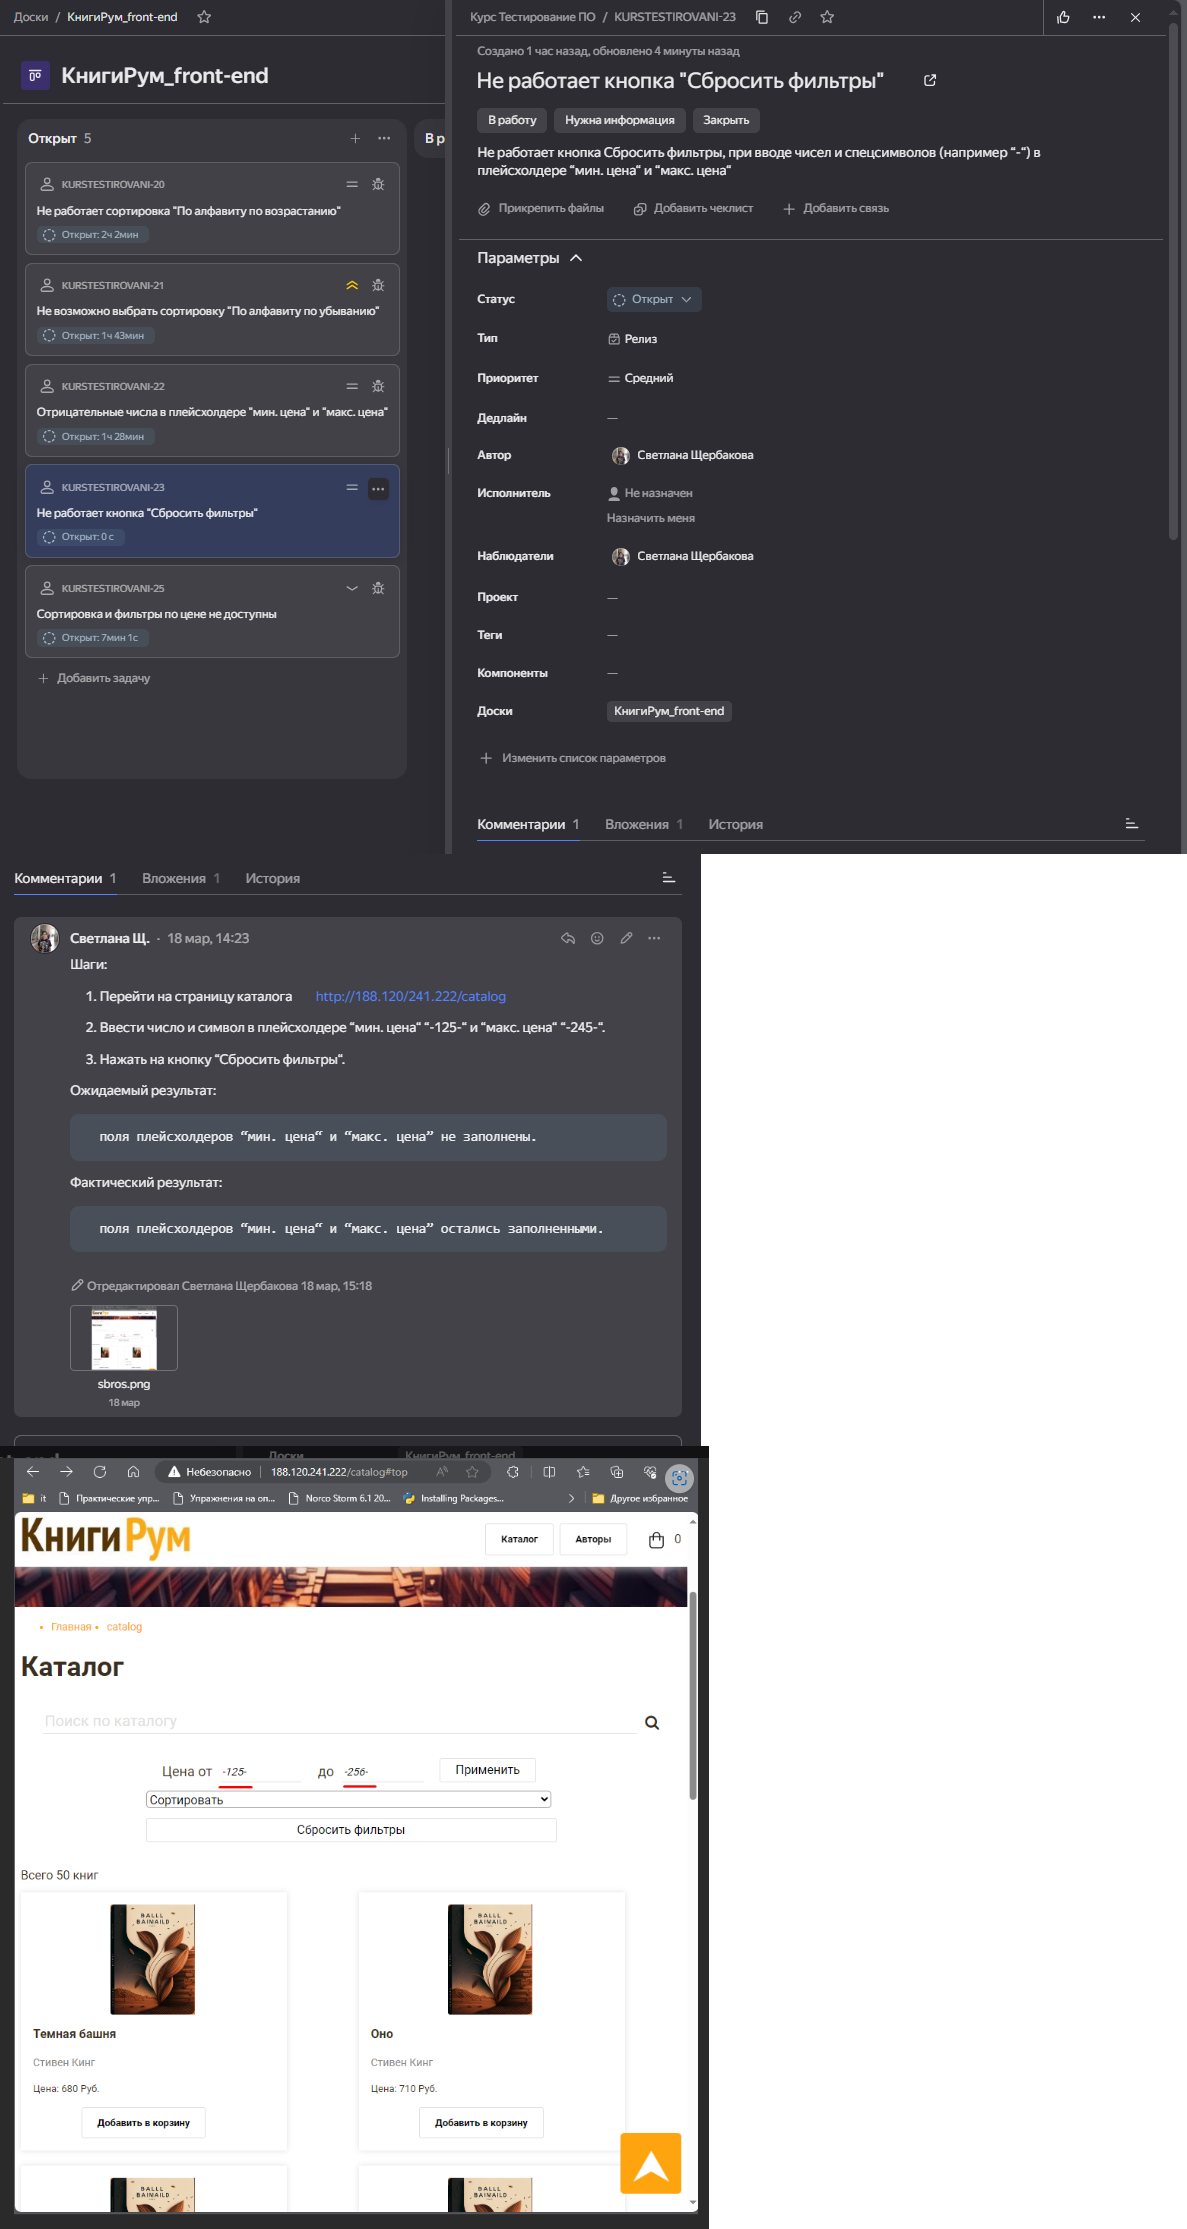 Доски / КнигиРум_front-end
КнигиРум_front-end
Открыт 5
В р
KURSTESTIROVANI-20
Не работает сортировка "По алфавиту по возрастанию"
Открыт: 2ч 2мин
KURSTESTIROVANI-21
Не возможно выбрать сортировку "По алфавиту по убыванию"
Открыт: 1ч 43мин
KURSTESTIROVANI-22
Отрицательные числа в плейсхолдере "мин. цена" и "макс. цена"
Открыт: 1ч 28мин
KURSTESTIROVANI-23
Не работает кнопка "Сбросить фильтры"
Открыт: 0 с
KURSTESTIROVANI-25
Сортировка и фильтры по цене не доступны
Открыт: 7мин 1с
Добавить задачу
Курс Тестирование ПО / KURSTESTIROVANI-23
Создано 1 час назад, обновлено 4 минуты назад
Не работает кнопка "Сбросить фильтры"
В работу Нужна информация Закрыть
Не работает кнопка Сбросить фильтры, при вводе чисел и спецсимволов (например “-“) в
плейсхолдере “мин. цена“ и “макс. цена“
Прикрепить файлы Добавить чеклист Добавить связь
Параметры
Статус Открыт
Тип Релиз
Приоритет Средний
Дедлайн —
Автор Светлана Щербакова
Исполнитель Не назначен
Назначить меня
Наблюдатели Светлана Щербакова
Проект —
Теги —
Компоненты —
Доски КнигиРум_front-end
Изменить список параметров
Комментарии 1 Вложения 1 История
Комментарии 1 Вложения 1 История
Светлана Щ. · 18 мар, 14:23
Шаги:
1. Перейти на страницу каталога http://188.120/241.222/catalog
2. Ввести число и символ в плейсхолдере “мин. цена“ “-125-“ и “макс. цена“ “-245-“.
3. Нажать на кнопку “Сбросить фильтры“.
Ожидаемый результат:
поля плейсхолдеров “мин. цена“ и “макс. цена” не заполнены.
Фактический результат:
поля плейсхолдеров “мин. цена“ и “макс. цена” остались заполненными.
Отредактировал Светлана Щербакова 18 мар, 15:18
sbros.png
18 мар
Доски КнигиРум_front-end
Небезопасно 188.120.241.222/catalog#top
it Практические упр... Упражнения на оп... Norco Storm 6.1 20... Installing Packages... Другое избранное
КнигиРум
Каталог Авторы 0
• Главная • catalog
Каталог
Поиск по каталогу
Цена от -125- до -256- Применить
Сортировать
Сбросить фильтры
Всего 50 книг
BALLL
BAINAILD
BALLL
BAINAILD
Темная башня
Стивен Кинг
Цена: 680 Руб.
Добавить в корзину
Оно
Стивен Кинг
Цена: 710 Руб.
Добавить в корзину
BALLL
BAINAILD
BALLL
BAINAILD